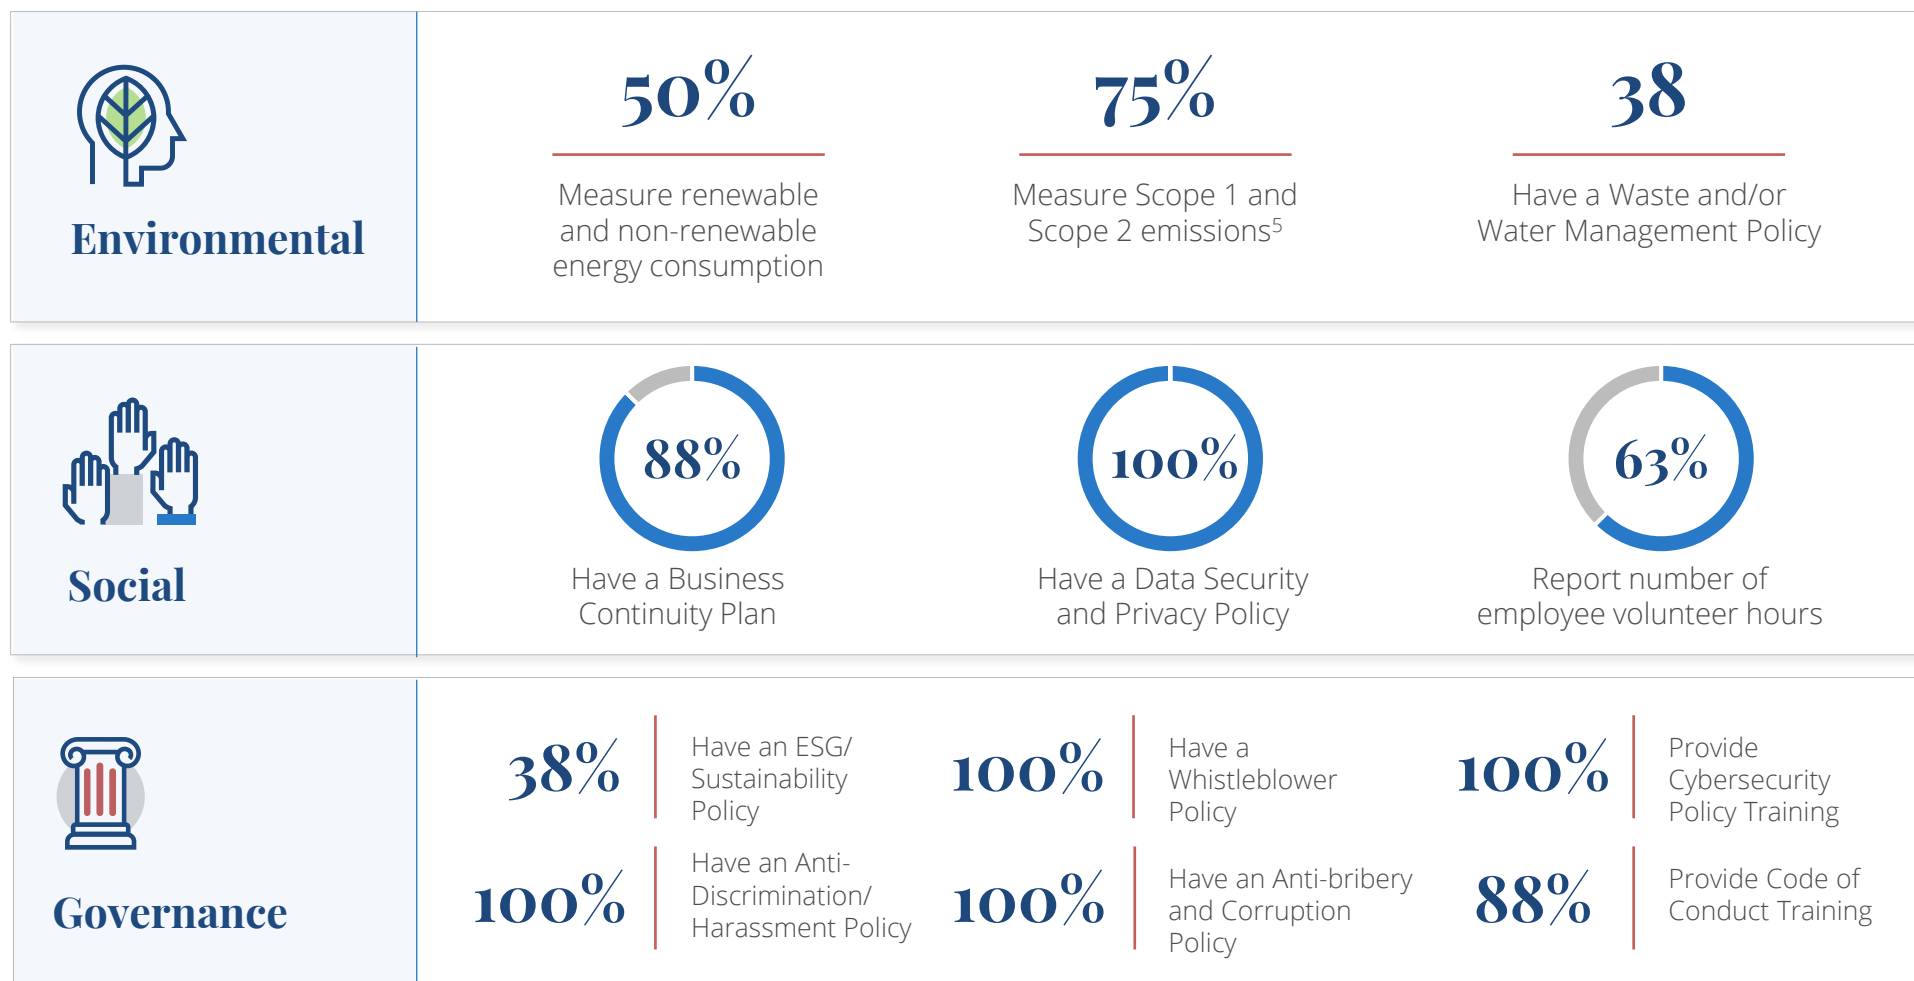 Environmental
50%
Measure renewable
and non-renewable
energy consumption
75%
Measure Scope 1 and
Scope 2 emissions⁵
38
Have a Waste and/or
Water Management Policy
Social
88%
Have a Business
Continuity Plan
100%
Have a Data Security
and Privacy Policy
63%
Report number of
employee volunteer hours
Governance
38%
Have an ESG/
Sustainability
Policy
100%
Have a
Whistleblower
Policy
100%
Provide
Cybersecurity
Policy Training
100%
Have an Anti-
Discrimination/
Harassment Policy
100%
Have an Anti-bribery
and Corruption
Policy
88%
Provide Code of
Conduct Training